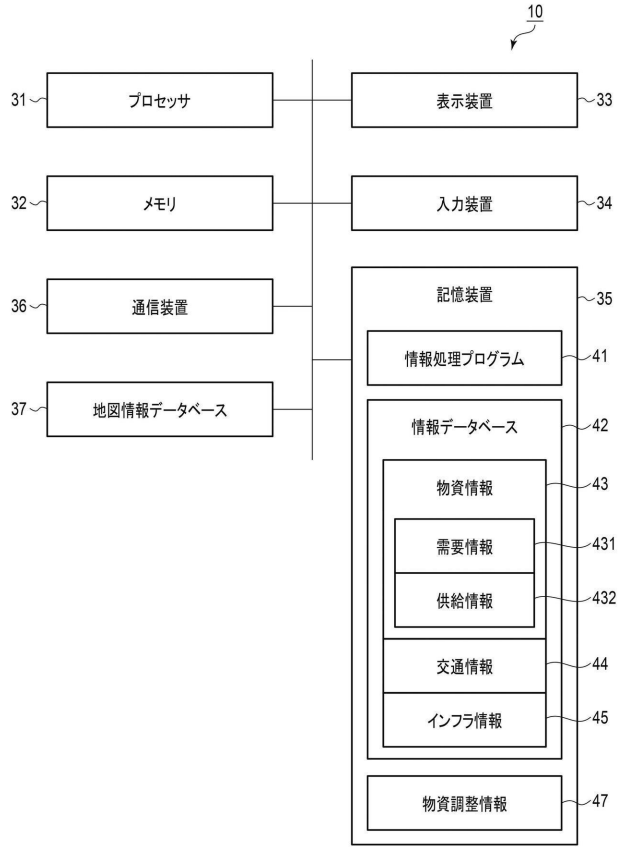 10
31 プロセッサ
表示装置 33
32 メモリ
入力装置 34
36 通信装置
記憶装置 35
情報処理プログラム 41
37 地図情報データベース
情報データベース 42
物資情報 43
需要情報 431
供給情報 432
交通情報 44
インフラ情報 45
物資調整情報 47